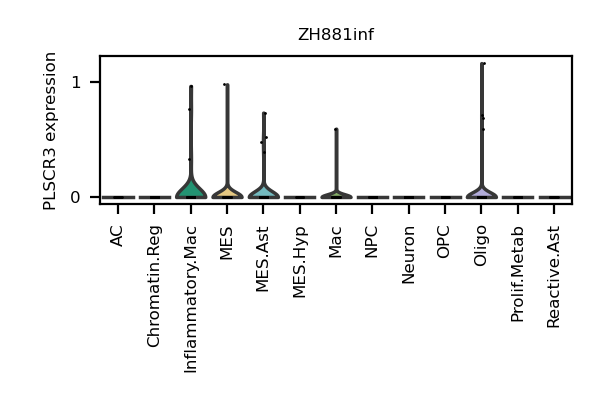 ZH881inf
PLSCR3 expression
1
0
AC
Chromatin.Reg
Inflammatory.Mac
MES
MES.Ast
MES.Hyp
Mac
NPC
Neuron
OPC
Oligo
Prolif.Metab
Reactive.Ast